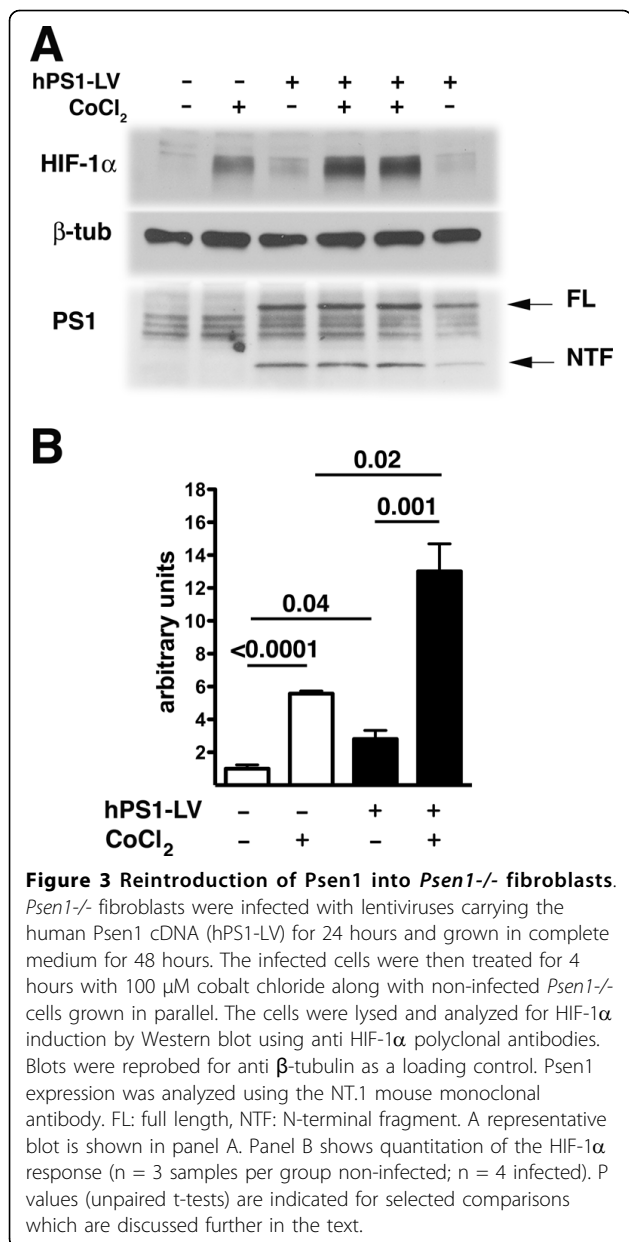 A
hPS1-LV - - + + + +
CoCl2 - + - + + -
HIF-1α
β-tub
PS1
FL
NTF
B
0.02
0.001
0.04
<0.0001
arbitrary units
18
16
14
12
10
8
6
4
2
hPS1-LV - - + +
CoCl2 - + - +
Figure 3 Reintroduction of Psen1 into Psen1-/- fibroblasts.
Psen1-/- fibroblasts were infected with lentiviruses carrying the
human Psen1 cDNA (hPS1-LV) for 24 hours and grown in complete
medium for 48 hours. The infected cells were then treated for 4
hours with 100 μM cobalt chloride along with non-infected Psen1-/-
cells grown in parallel. The cells were lysed and analyzed for HIF-1α
induction by Western blot using anti HIF-1α polyclonal antibodies.
Blots were reprobed for anti β-tubulin as a loading control. Psen1
expression was analyzed using the NT.1 mouse monoclonal
antibody. FL: full length, NTF: N-terminal fragment. A representative
blot is shown in panel A. Panel B shows quantitation of the HIF-1α
response (n = 3 samples per group non-infected; n = 4 infected). P
values (unpaired t-tests) are indicated for selected comparisons
which are discussed further in the text.